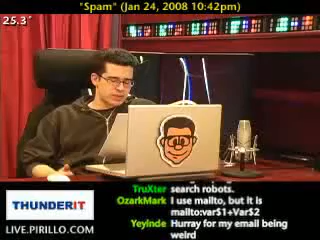 "Spam" (Jan 24, 2008 10:42pm)
25.3°
TruXter search robots.
OzarkMark I use mailto, but it is
mailto:var$1+Var$2
Yeyinde Hurray for my email being
weird
THUNDERIT
LIVE.PIRILLO.COM